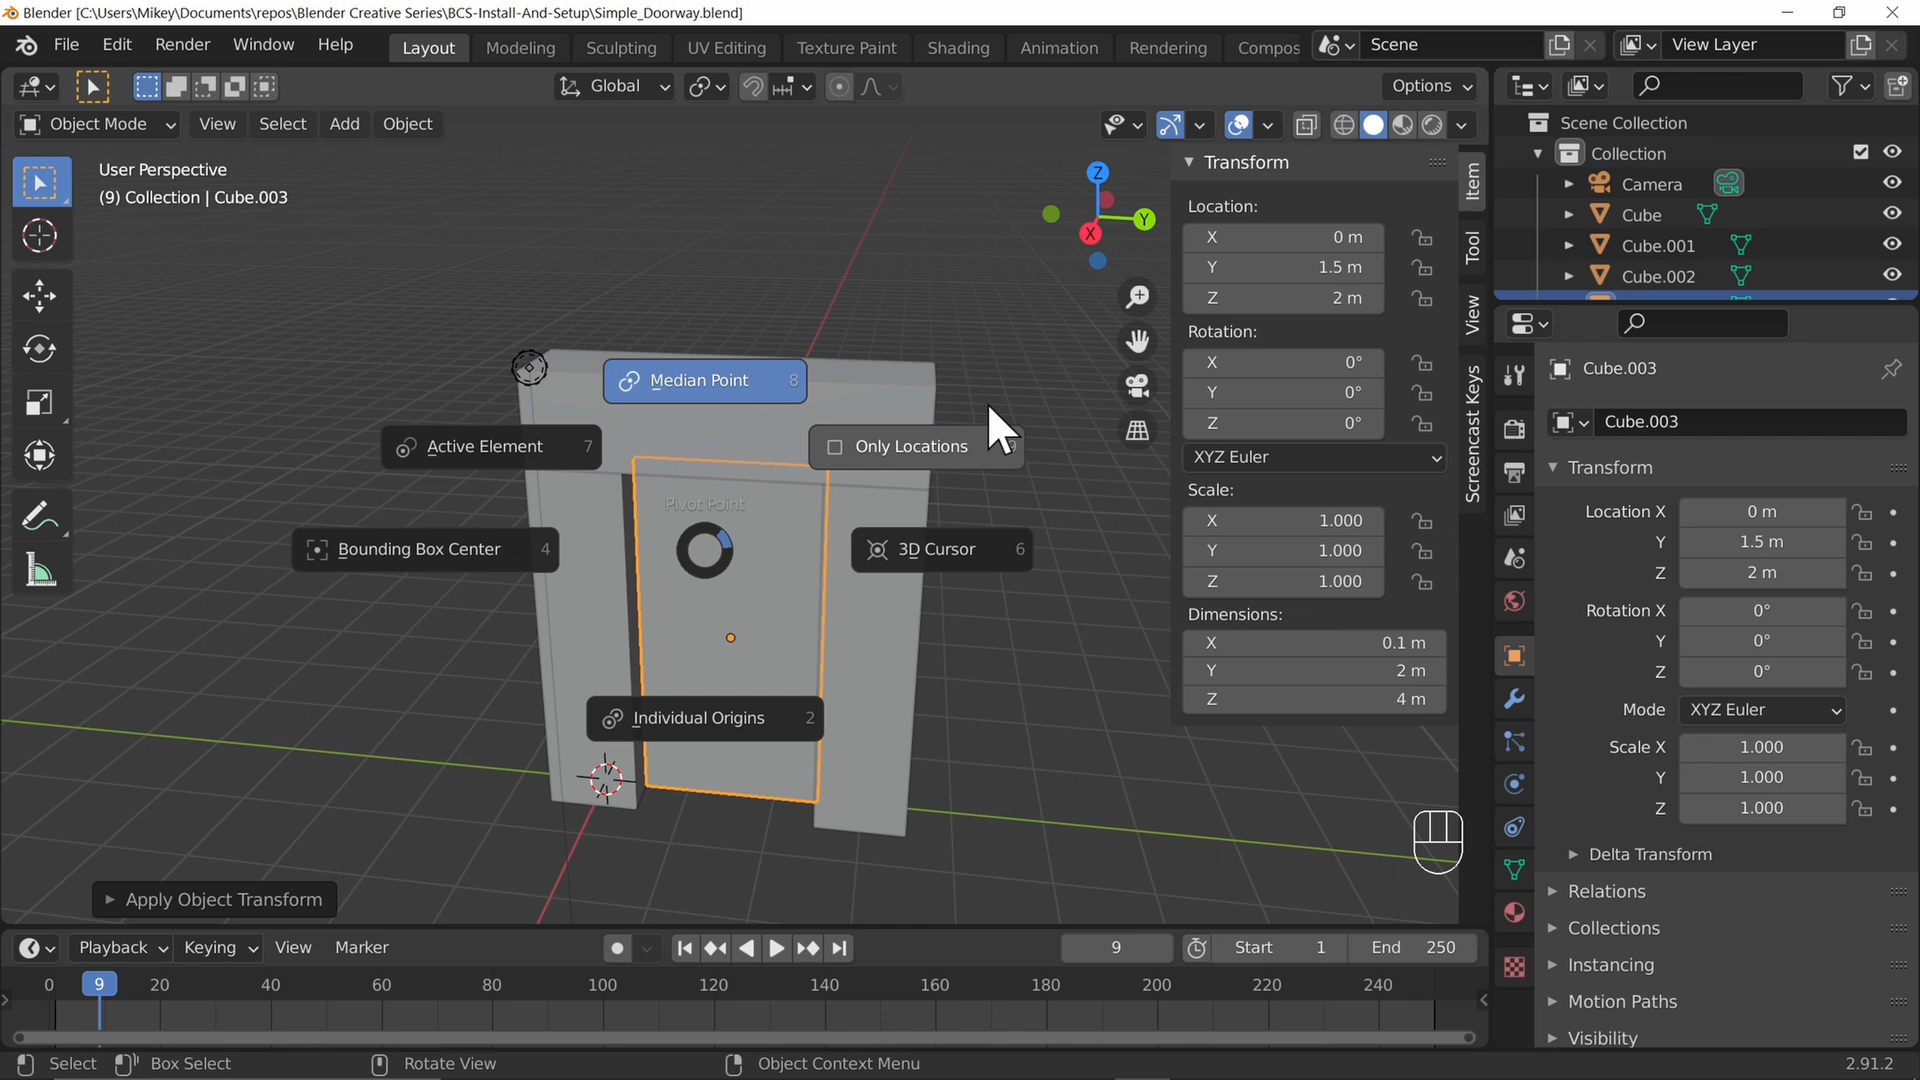 Blender [C:\Users\Mikey\Documents\repos\Blender Creative Series\BCS-Install-And-Setup\Simple_Doorway.blend]
File Edit Render Window Help
Layout Modeling Sculpting UV Editing Texture Paint Shading Animation Rendering Compos
Scene
View Layer
Global
Options
Object Mode View Select Add Object
User Perspective
(9) Collection | Cube.003
Z
Y
X
Median Point 8
Active Element 7
Only Locations
Pivot Point
Bounding Box Center 4
3D Cursor 6
Individual Origins 2
Apply Object Transform
Transform
Location:
X 0 m
Y 1.5 m
Z 2 m
Rotation:
X 0°
Y 0°
Z 0°
XYZ Euler
Scale:
X 1.000
Y 1.000
Z 1.000
Dimensions:
X 0.1 m
Y 2 m
Z 4 m
Item
Tool
View
Screencast Keys
Scene Collection
Collection
Camera
Cube
Cube.001
Cube.002
Cube.003
Cube.003
Transform
Location X 0 m
Y 1.5 m
Z 2 m
Rotation X 0°
Y 0°
Z 0°
Mode XYZ Euler
Scale X 1.000
Y 1.000
Z 1.000
Delta Transform
Relations
Collections
Instancing
Motion Paths
Visibility
Playback Keying View Marker
9
Start 1
End 250
0 9 20 40 60 80 100 120 140 160 180 200 220 240
Select Box Select Rotate View Object Context Menu
2.91.2